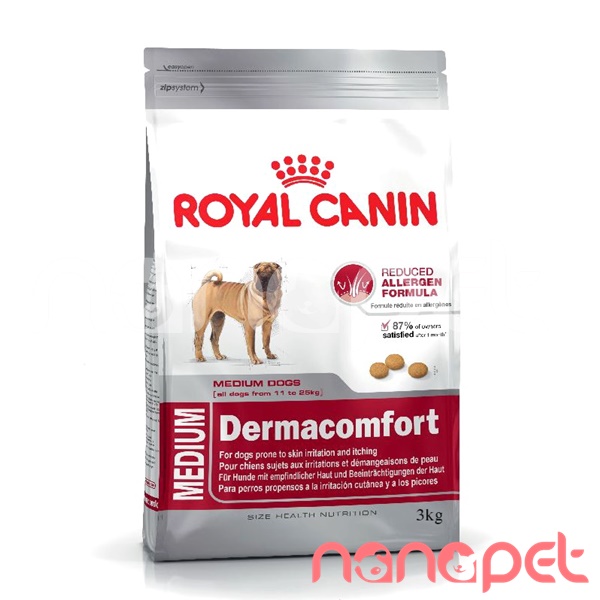 easyopen
zipsystem
ROYAL CANIN
REDUCED
ALLERGEN
FORMULA
Formule réduite en allergènes
87% of owners
satisfied after 1 month*
MEDIUM DOGS
[all dogs from 11 to 25kg]
MEDIUM
Dermacomfort
For dogs prone to skin irritation and itching
Pour chiens sujets aux irritations et démangeaisons de peau
Für Hunde mit empfindlicher Haut und Beeinträchtigungen der Haut
Para perros propensos a la irritación cutánea y a los picores
SIZE HEALTH NUTRITION
3kg
nanapet